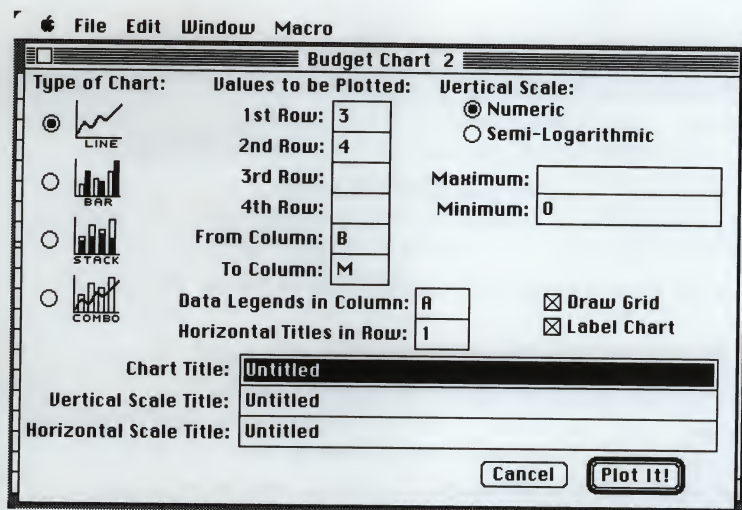 File Edit Window Macro
Budget Chart 2
Type of Chart:
LINE
BAR
STACK
COMBO
Values to be Plotted:
1st Row: 3
2nd Row: 4
3rd Row:
4th Row:
From Column: B
To Column: M
Data Legends in Column: A
Horizontal Titles in Row: 1
Vertical Scale:
Numeric
Semi-Logarithmic
Maximum:
Minimum: 0
Draw Grid
Label Chart
Chart Title: Untitled
Vertical Scale Title: Untitled
Horizontal Scale Title: Untitled
Cancel Plot It!